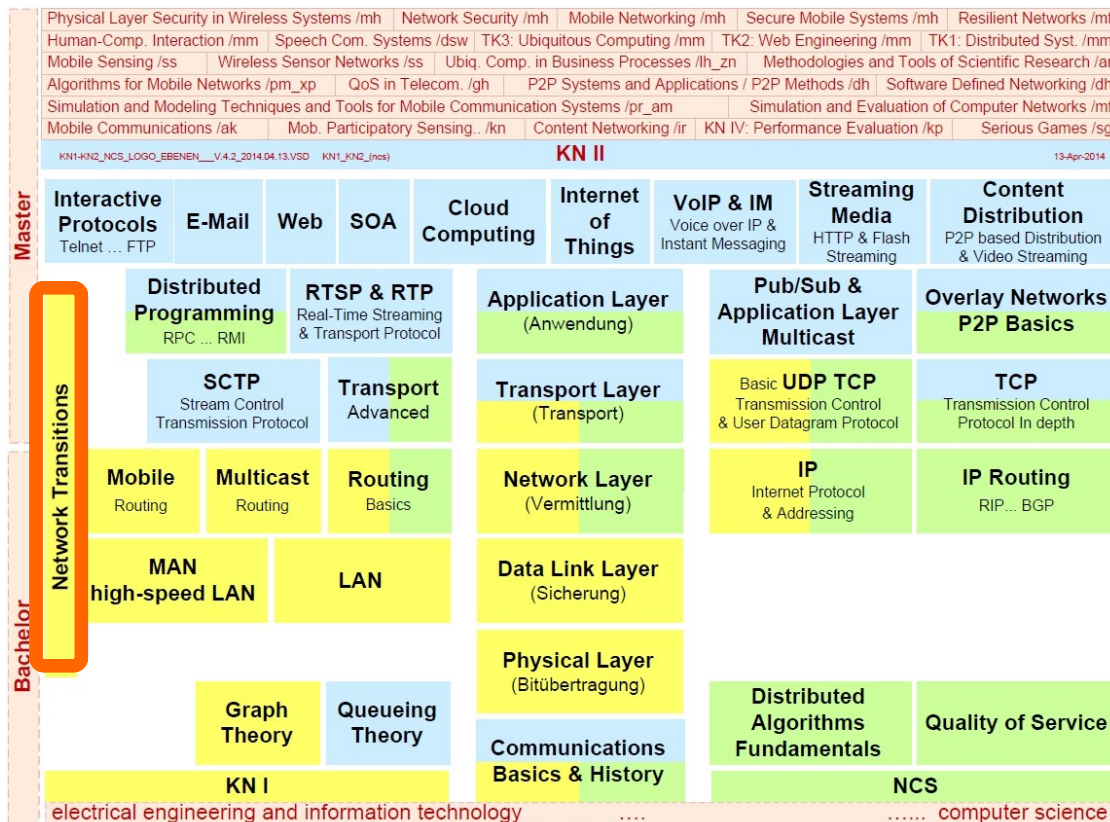 Physical Layer Security in Wireless Systems /mh Network Security /mh Mobile Networking /mh Secure Mobile Systems /mh Resilient Networks
Human-Comp. Interaction /mm Speech Com. Systems /dsw TK3: Ubiquitous Computing /mm TK2: Web Engineering /mm TK1: Distributed Syst. /mm
Mobile Sensing /ss Wireless Sensor Networks /ss Ubiq. Comp. in Business Processes /lh_zn Methodologies and Tools of Scientific Research
Algorithms for Mobile Networks /pm_xp QoS in Telecom. /gh P2P Systems and Applications / P2P Methods /dh Software Defined Networking /dh
Simulation and Modeling Techniques and Tools for Mobile Communication Systems /pr_am Simulation and Evaluation of Computer Networks
Mobile Communications /ak Mob. Participatory Sensing.. /kn Content Networking /ir KN IV: Performance Evaluation /kp Serious Games /sg
KN1-KN2_NCS_LOGO_EBENEN___V.4.2_2014.04.13.VSD KN1_KN2_(ncs) KN II 13-Apr-2014
Master
Interactive
Protocols
Telnet ... FTP
E-Mail
Web
SOA
Cloud
Computing
Internet
of
Things
VoIP & IM
Voice over IP &
Instant Messaging
Streaming
Media
HTTP & Flash
Streaming
Content
Distribution
P2P based Distribution
& Video Streaming
Distributed
Programming
RPC ... RMI
RTSP & RTP
Real-Time Streaming
& Transport Protocol
Application Layer
(Anwendung)
Pub/Sub &
Application Layer
Multicast
Overlay Networks
P2P Basics
SCTP
Stream Control
Transmission Protocol
Transport
Advanced
Transport Layer
(Transport)
Basic UDP TCP
Transmission Control
& User Datagram Protocol
TCP
Transmission Control
Protocol In depth
Network Transitions
Bachelor
Mobile
Routing
Multicast
Routing
Routing
Basics
Network Layer
(Vermittlung)
IP
Internet Protocol
& Addressing
IP Routing
RIP... BGP
MAN
high-speed LAN
LAN
Data Link Layer
(Sicherung)
Physical Layer
(Bitübertragung)
Graph
Theory
Queueing
Theory
Communications
Basics & History
Distributed
Algorithms
Fundamentals
Quality of Service
KN I
NCS
electrical engineering and information technology .... ...... computer science